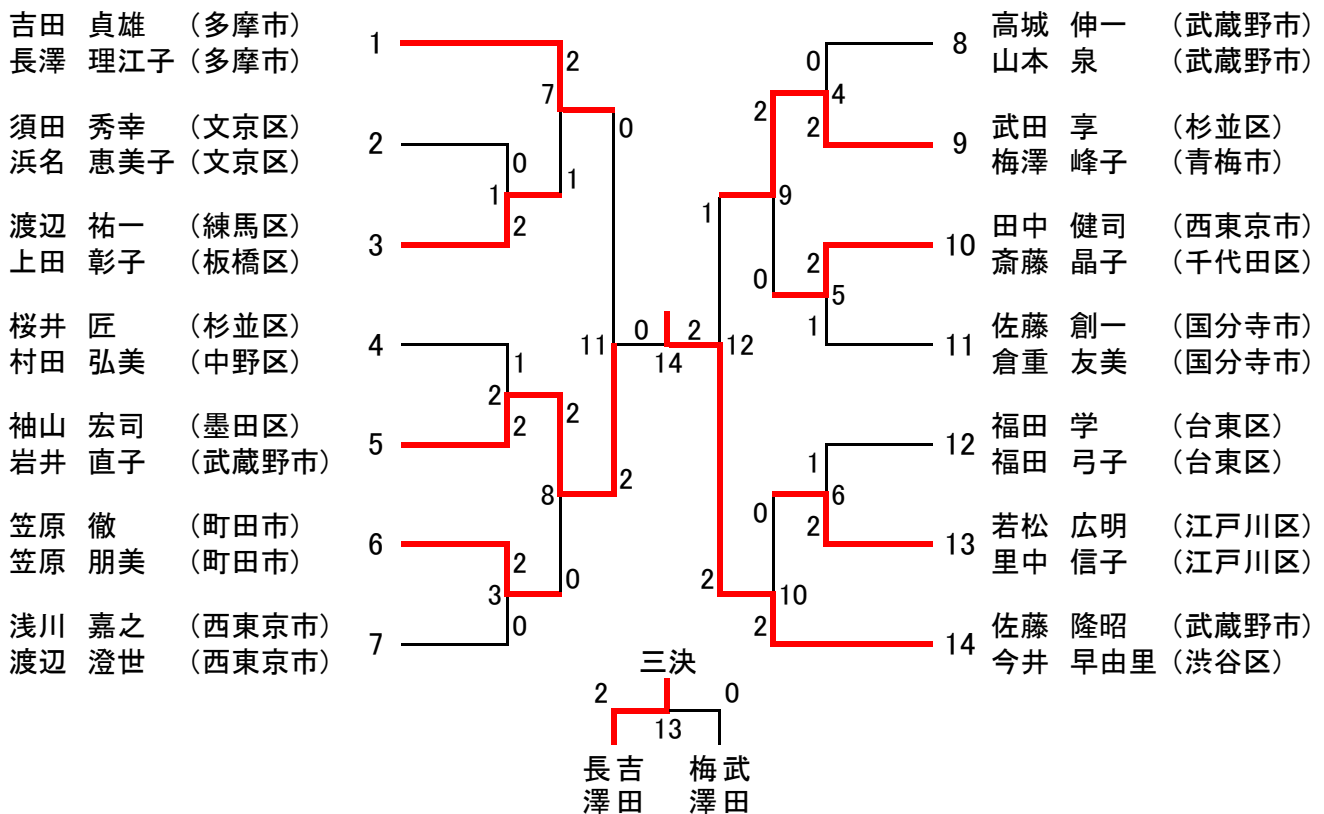 吉田 貞雄 （多摩市）
長澤 理江子 （多摩市）
1
須田 秀幸 （文京区）
浜名 恵美子 （文京区）
2
渡辺 祐一 （練馬区）
上田 彰子 （板橋区）
3
桜井 匠 （杉並区）
村田 弘美 （中野区）
4
袖山 宏司 （墨田区）
岩井 直子 （武蔵野市）
5
笠原 徹 （町田市）
笠原 朋美 （町田市）
6
浅川 嘉之 （西東京市）
渡辺 澄世 （西東京市）
7
2
7
0
0
1
1
2
1
2
2
2
8
2
2
3
0
0
11
0
14
2
12
0
4
2
2
1
9
0
2
5
1
1
6
2
0
2
10
2
8
高城 伸一 （武蔵野市）
山本 泉 （武蔵野市）
9
武田 享 （杉並区）
梅澤 峰子 （青梅市）
10
田中 健司 （西東京市）
斎藤 晶子 （千代田区）
11
佐藤 創一 （国分寺市）
倉重 友美 （国分寺市）
12
福田 学 （台東区）
福田 弓子 （台東区）
13
若松 広明 （江戸川区）
里中 信子 （江戸川区）
14
佐藤 隆昭 （武蔵野市）
今井 早由里 （渋谷区）
三決
2
0
13
吉田
長澤
武田
梅澤